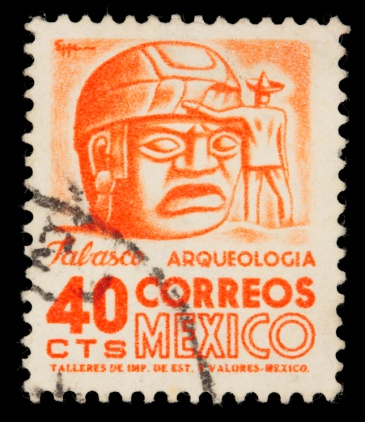 Tabasco ARQUEOLOGIA
40 CORREOS
CTS MEXICO
TALLERES DE IMP. DE EST. Y VALORES-MEXICO.